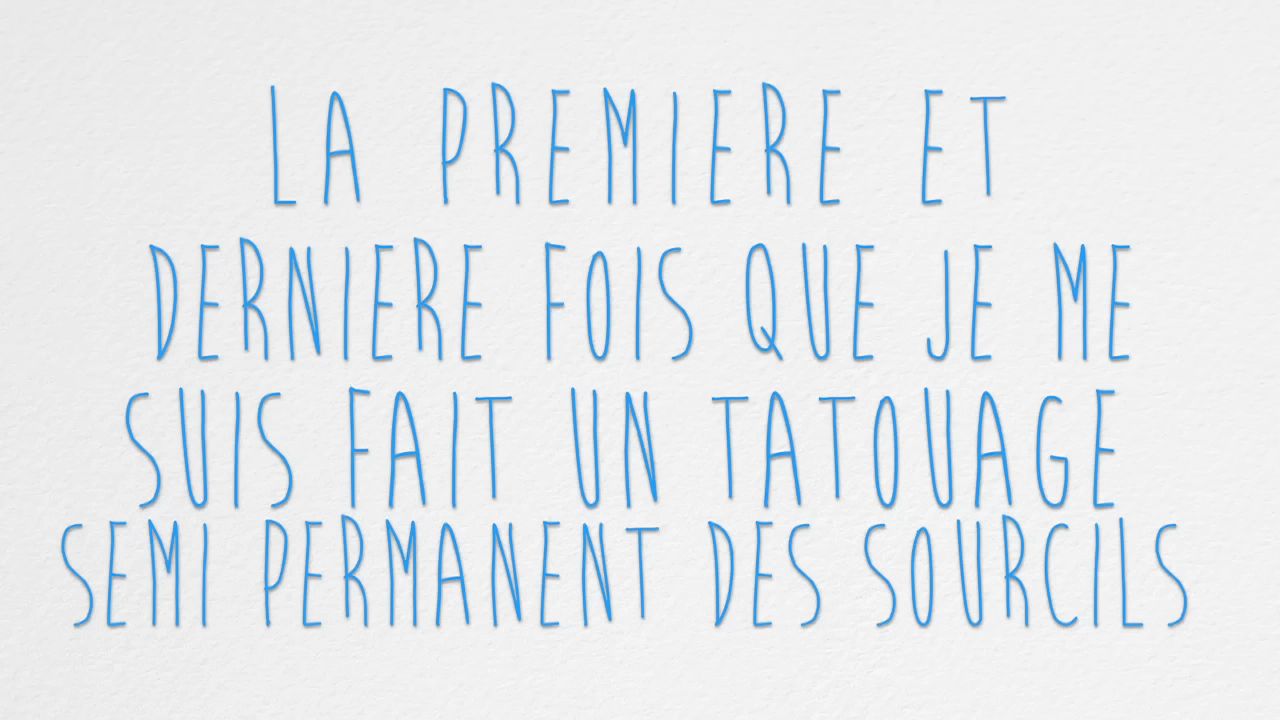 LA PREMIERE ET
DERNIERE FOIS QUE JE ME
SUIS FAIT UN TATOUAGE
SEMI PERMANENT DES SOURCILS